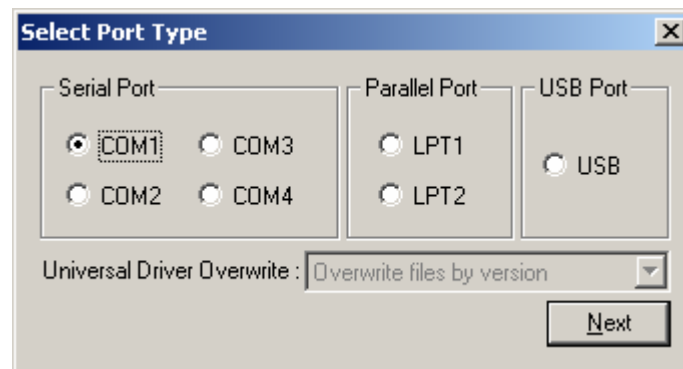 Select Port Type
Serial Port Parallel Port USB Port
COM1 COM3 LPT1 USB
COM2 COM4 LPT2
Universal Driver Overwrite : Overwrite files by version
Next